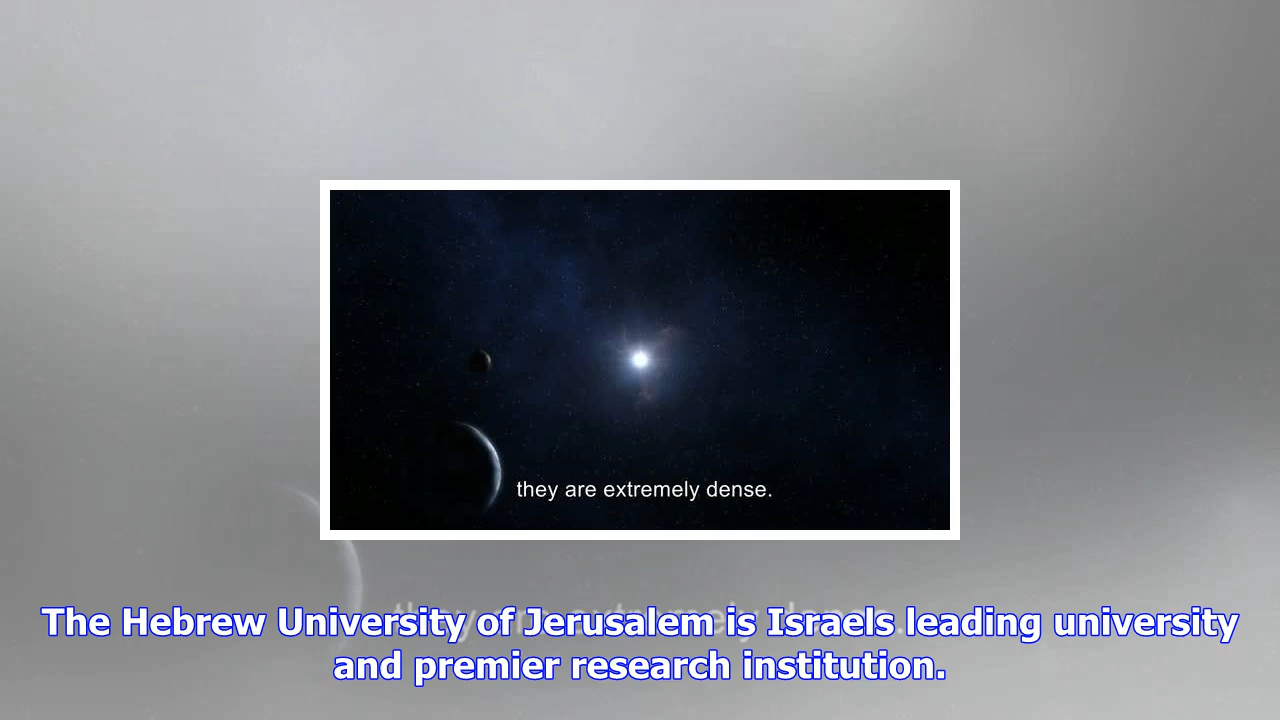 they are extremely dense.
The Hebrew University of Jerusalem is Israels leading university
and premier research institution.